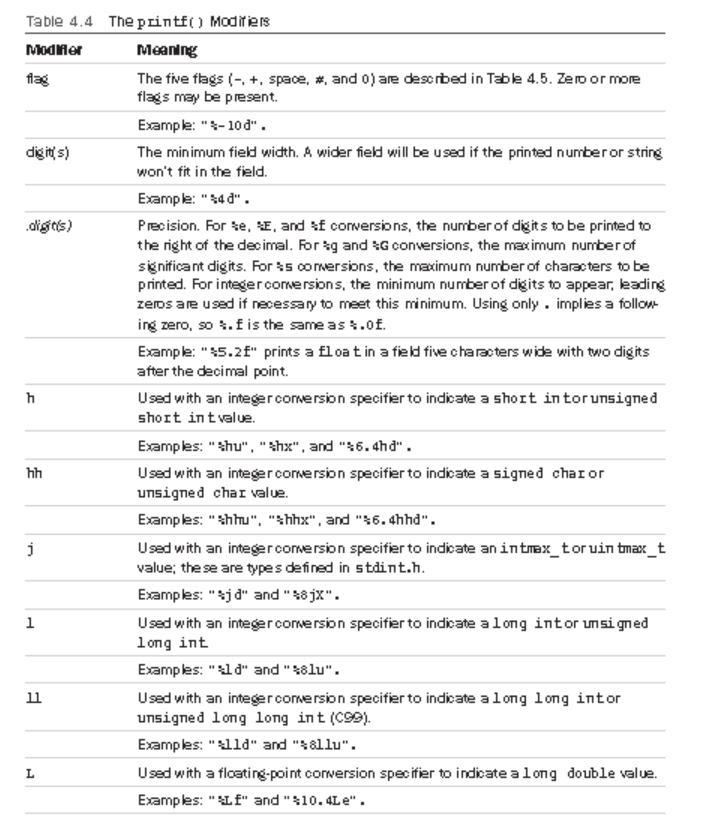 Table 4.4 The printf() Modifiers
Modifier Meaning
flag The five flags (-, +, space, #, and 0) are described in Table 4.5. Zero or more
flags may be present.
Example: "%-10d".
digit(s) The minimum field width. A wider field will be used if the printed number or string
won't fit in the field.
Example: "%4d".
.digit(s) Precision. For %e, %E, and %f conversions, the number of digits to be printed to
the right of the decimal. For %g and %G conversions, the maximum number of
significant digits. For %s conversions, the maximum number of characters to be
printed. For integer conversions, the minimum number of digits to appear; leading
zeros are used if necessary to meet this minimum. Using only . implies a follow-
ing zero, so %.f is the same as %.0f.
Example: "%5.2f" prints a float in a field five characters wide with two digits
after the decimal point.
h Used with an integer conversion specifier to indicate a short int or unsigned
short int value.
Examples: "%hu", "%hx", and "%6.4hd".
hh Used with an integer conversion specifier to indicate a signed char or
unsigned char value.
Examples: "%hhu", "%hhx", and "%6.4hhd".
j Used with an integer conversion specifier to indicate an intmax_t or uintmax_t
value; these are types defined in stdint.h.
Examples: "%jd" and "%8jX".
l Used with an integer conversion specifier to indicate a long int or unsigned
long int.
Examples: "%ld" and "%8lu".
ll Used with an integer conversion specifier to indicate a long long int or
unsigned long long int (C99).
Examples: "%lld" and "%8llu".
L Used with a floating-point conversion specifier to indicate a long double value.
Examples: "%Lf" and "%10.4Le".